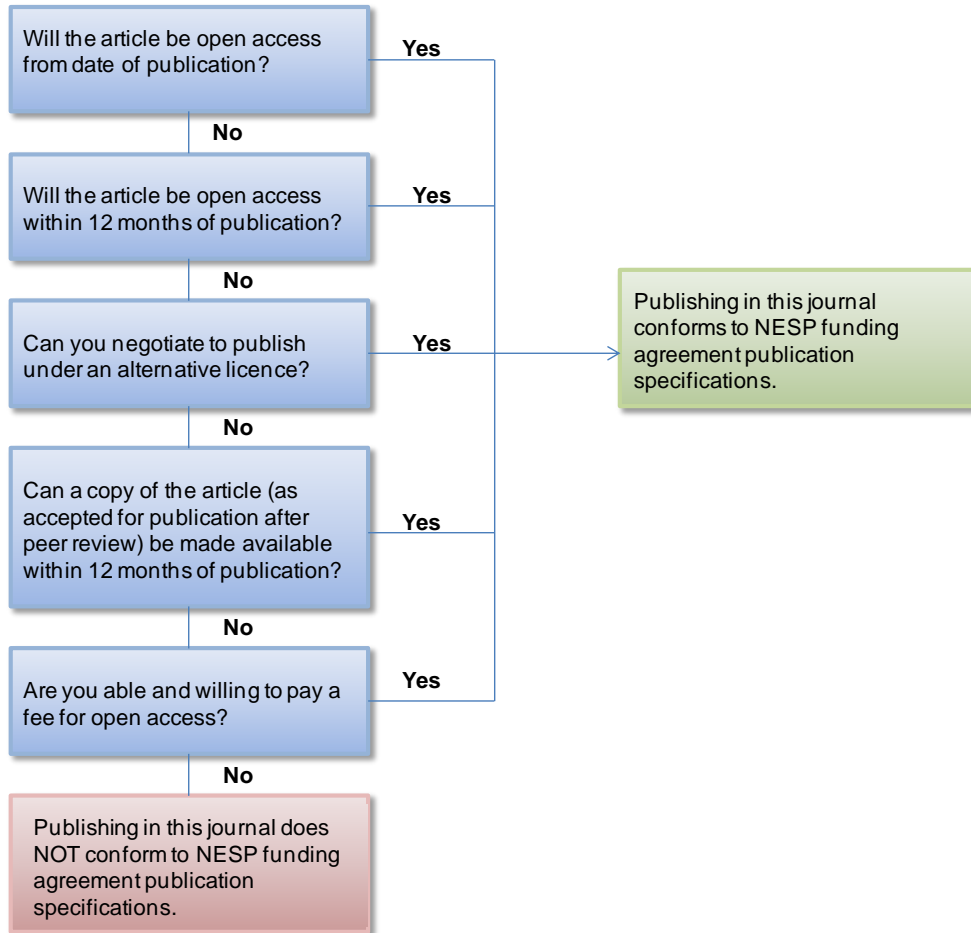 Will the article be open access
from date of publication?
Yes
No
Will the article be open access
within 12 months of publication?
Yes
No
Can you negotiate to publish
under an alternative licence?
Yes
Publishing in this journal
conforms to NESP funding
agreement publication
specifications.
No
Can a copy of the article (as
accepted for publication after
peer review) be made available
within 12 months of publication?
Yes
No
Are you able and willing to pay a
fee for open access?
Yes
No
Publishing in this journal does
NOT conform to NESP funding
agreement publication
specifications.